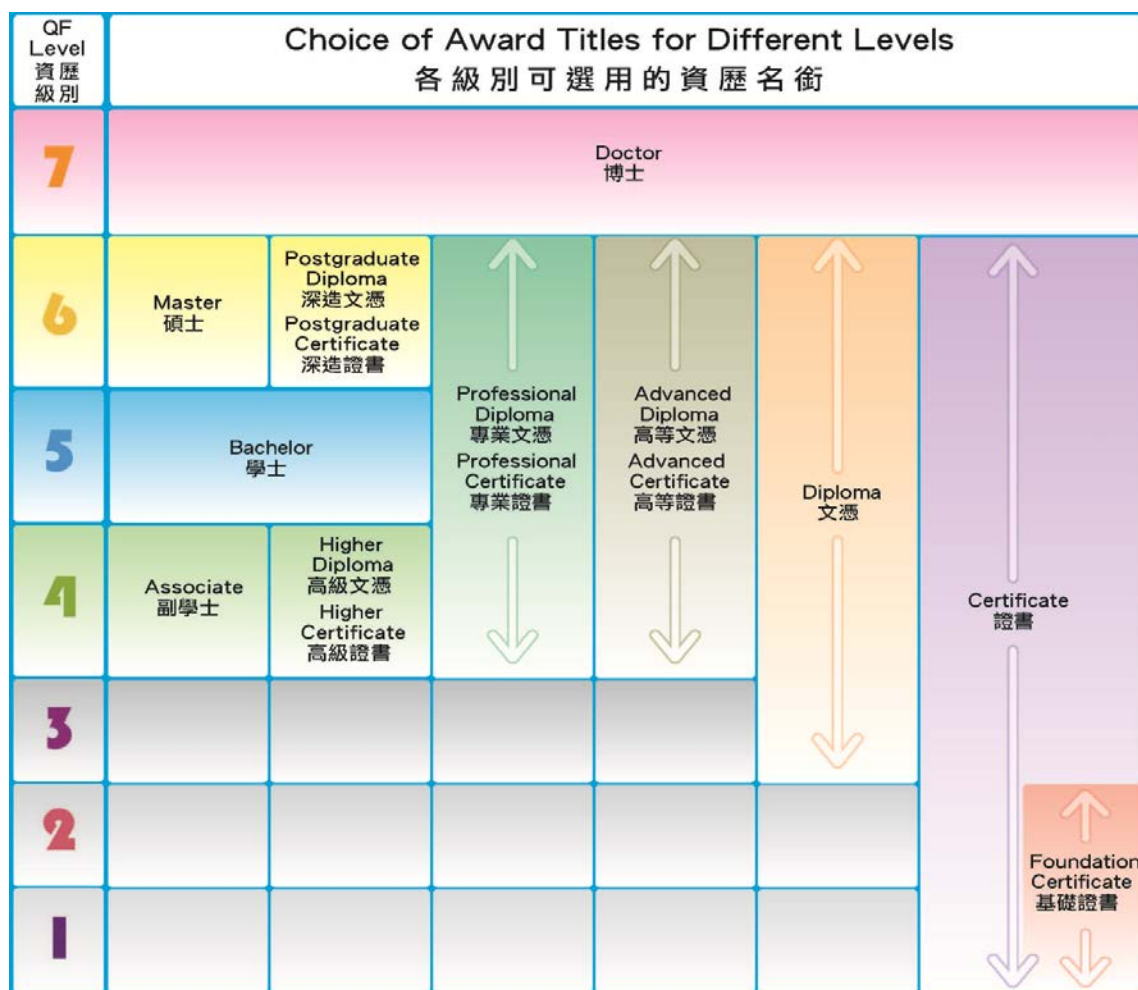 QF
Level
資歷
級別
Choice of Award Titles for Different Levels
各級別可選用的資歷名銜
7
Doctor
博士
6
Master
碩士
Postgraduate
Diploma
深造文憑
Postgraduate
Certificate
深造證書
5
Bachelor
學士
4
Associate
副學士
Higher
Diploma
高級文憑
Higher
Certificate
高級證書
Professional
Diploma
專業文憑
Professional
Certificate
專業證書
Advanced
Diploma
高等文憑
Advanced
Certificate
高等證書
Diploma
文憑
Certificate
證書
3
2
Foundation
Certificate
基礎證書
1